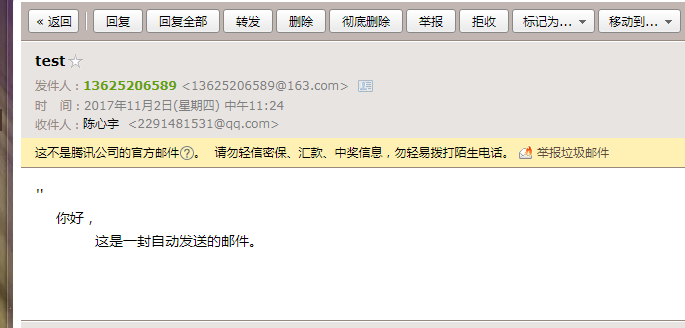 « 返回 回复 回复全部 转发 删除 彻底删除 举报 拒收 标记为... 移动到...
test
发件人：13625206589 <13625206589@163.com>
时　间：2017年11月2日(星期四) 中午11:24
收件人：陈心宇 <2291481531@qq.com>
这不是腾讯公司的官方邮件?。 请勿轻信密保、汇款、中奖信息，勿轻易拨打陌生电话。 举报垃圾邮件
"
你好，
这是一封自动发送的邮件。